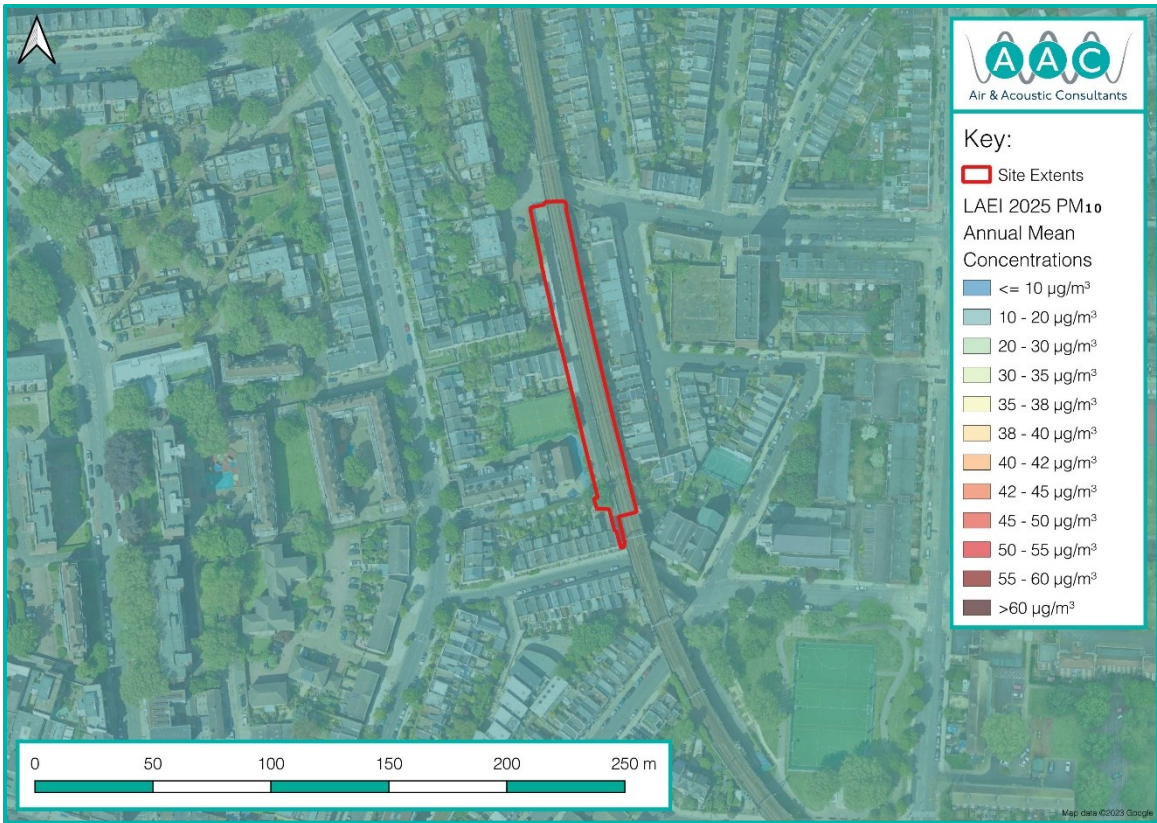 AAC
Air & Acoustic Consultants
Key:
Site Extents
LAEI 2025 PM₁₀
Annual Mean
Concentrations
<= 10 µg/m³
10 - 20 µg/m³
20 - 30 µg/m³
30 - 35 µg/m³
35 - 38 µg/m³
38 - 40 µg/m³
40 - 42 µg/m³
42 - 45 µg/m³
45 - 50 µg/m³
50 - 55 µg/m³
55 - 60 µg/m³
>60 µg/m³
0 50 100 150 200 250 m
Map data ©2023 Google